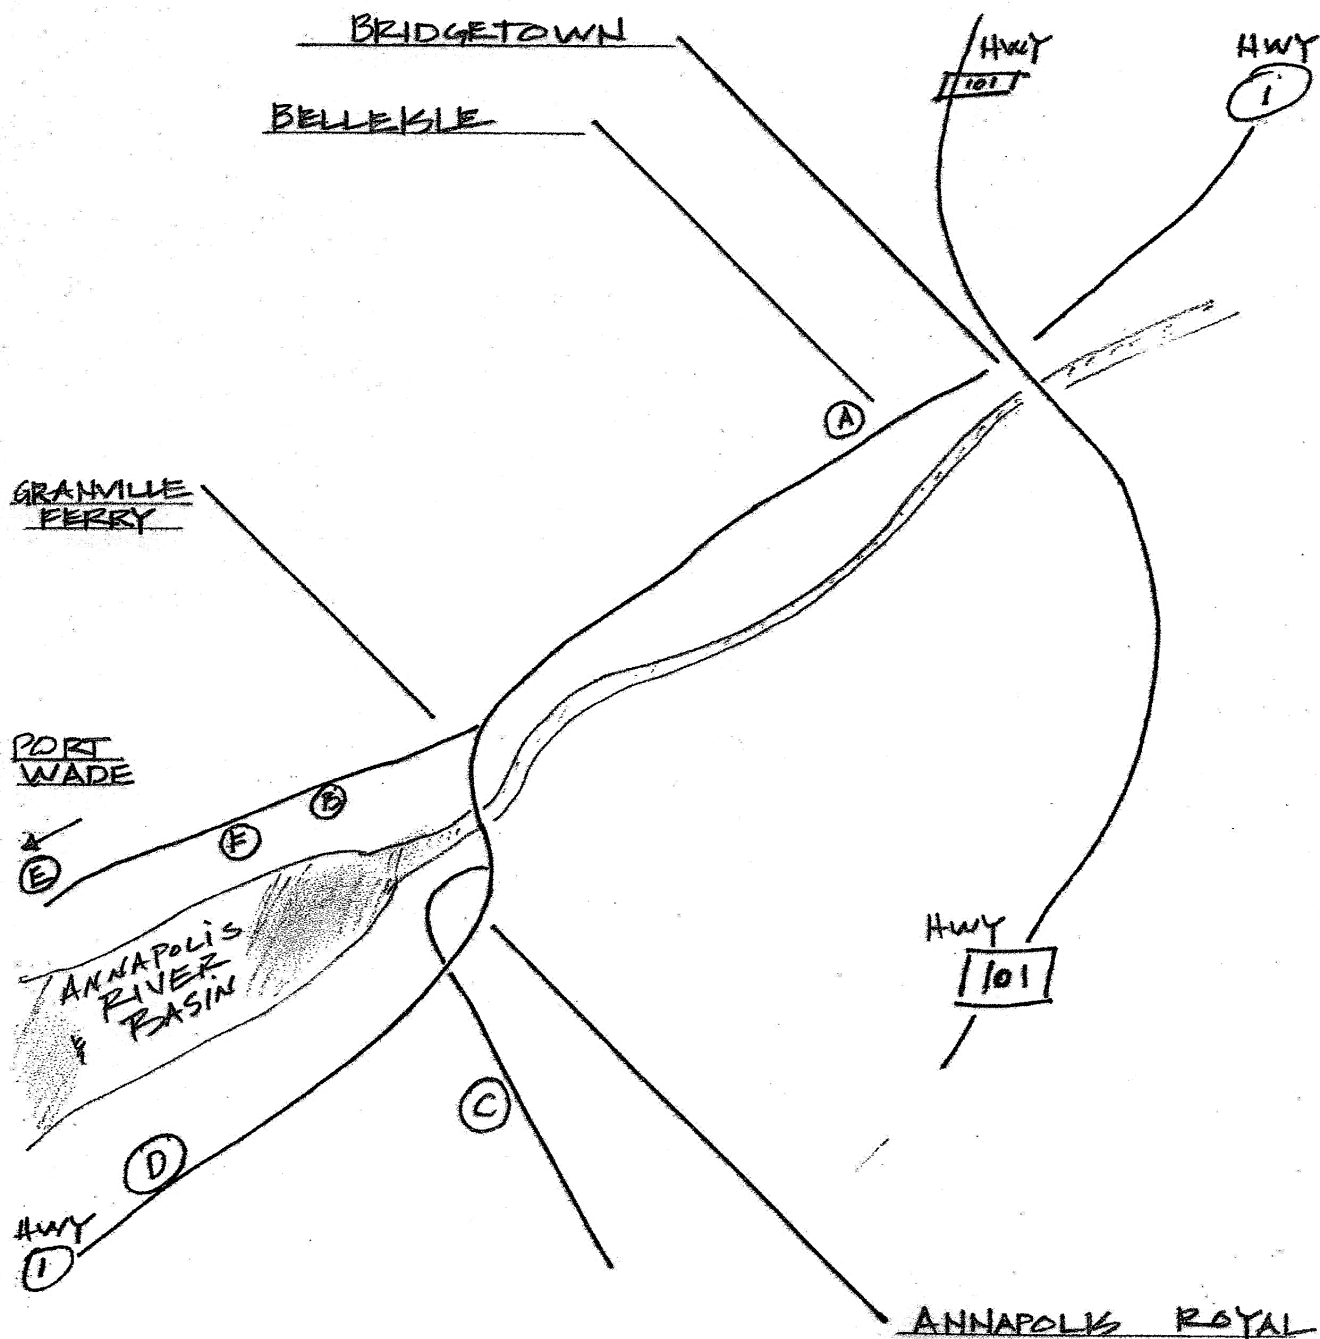 BRIDGETOWN
HWY
101
HWY
1
BELLEISLE
A
GRANVILLE
FERRY
PORT
WADE
B
F
E
ANNAPOLIS
RIVER
& BASIN
HWY
101
C
D
HWY
1
ANNAPOLIS ROYAL